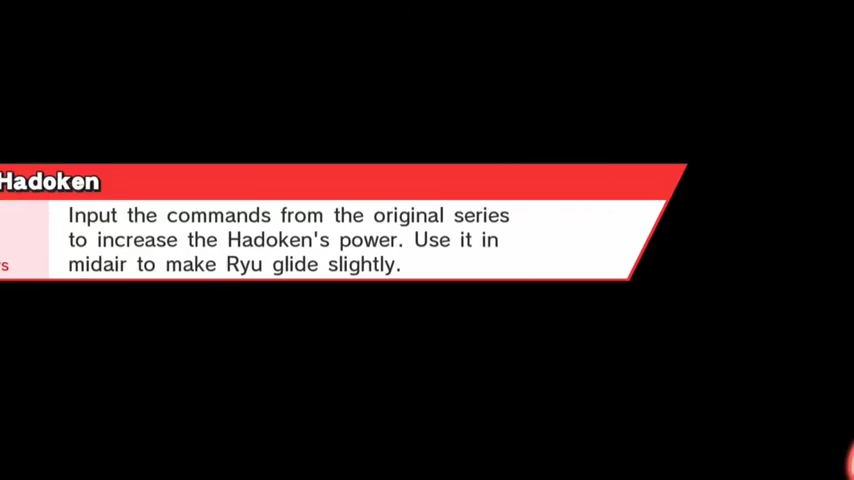 Hadoken
Input the commands from the original series
to increase the Hadoken's power. Use it in
midair to make Ryu glide slightly.